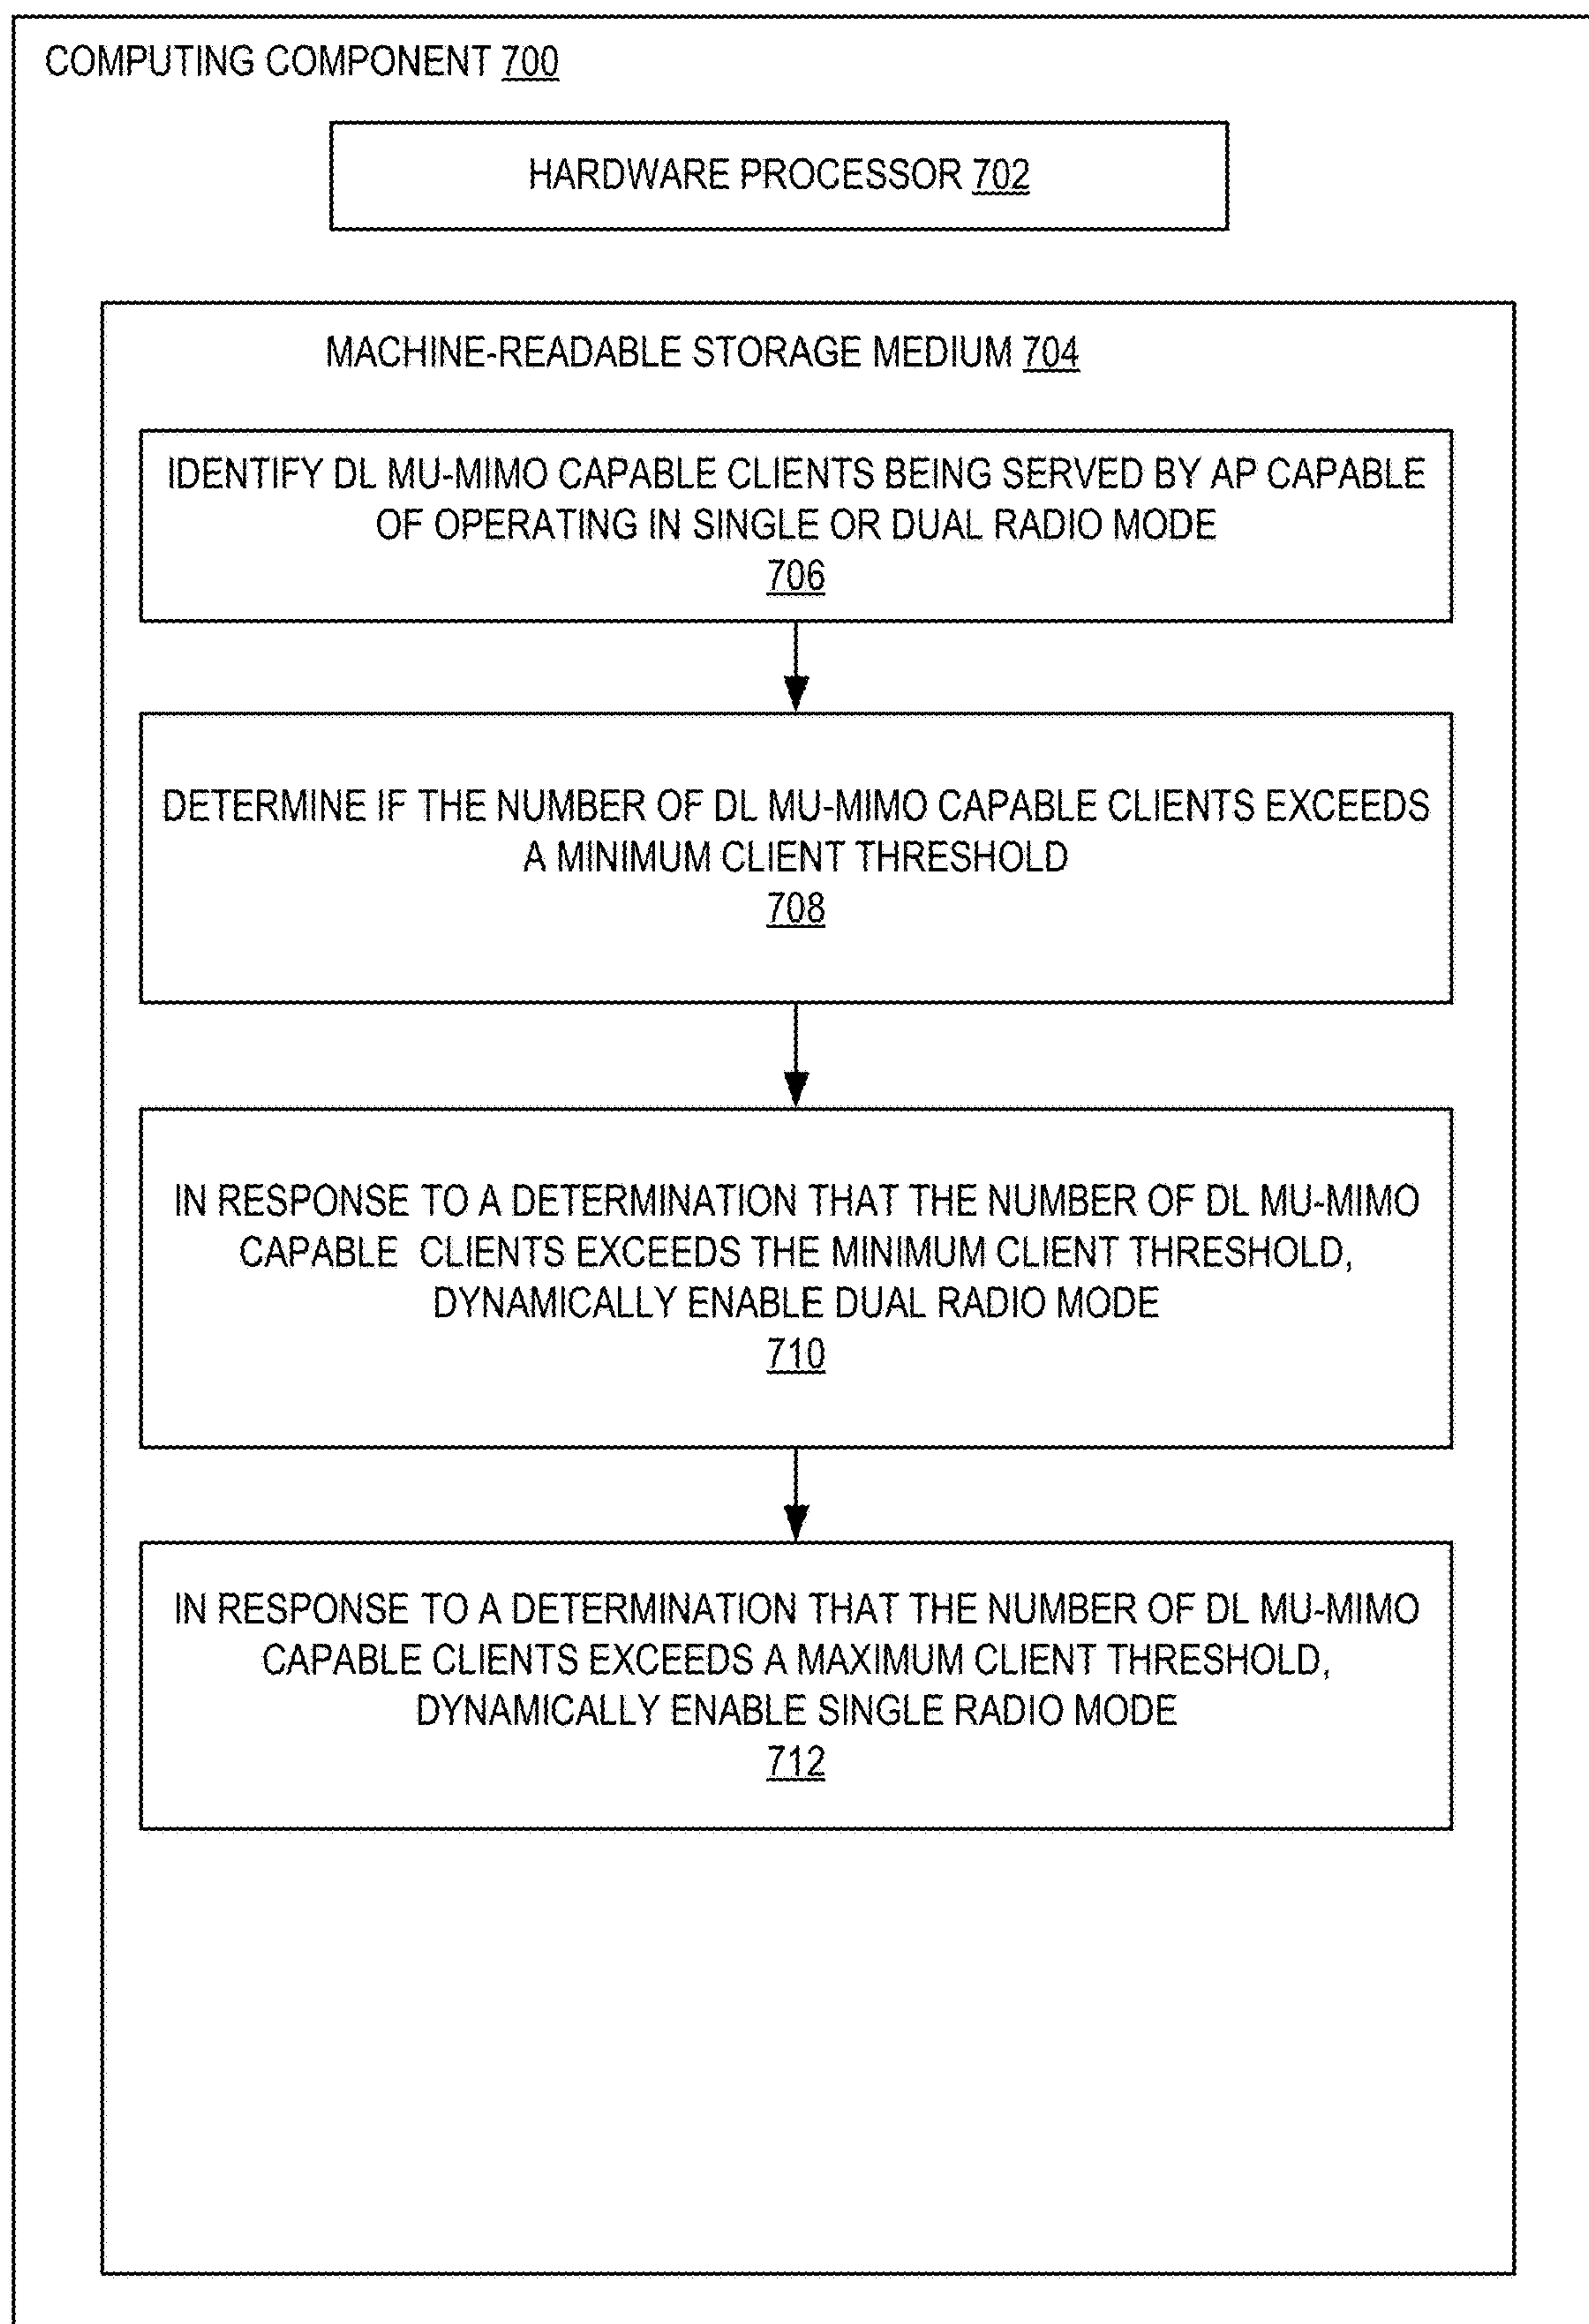 COMPUTING COMPONENT 700
HARDWARE PROCESSOR 702
MACHINE-READABLE STORAGE MEDIUM 704
IDENTIFY DL MU-MIMO CAPABLE CLIENTS BEING SERVED BY AP CAPABLE
OF OPERATING IN SINGLE OR DUAL RADIO MODE
706
DETERMINE IF THE NUMBER OF DL MU-MIMO CAPABLE CLIENTS EXCEEDS
A MINIMUM CLIENT THRESHOLD
708
IN RESPONSE TO A DETERMINATION THAT THE NUMBER OF DL MU-MIMO
CAPABLE CLIENTS EXCEEDS THE MINIMUM CLIENT THRESHOLD,
DYNAMICALLY ENABLE DUAL RADIO MODE
710
IN RESPONSE TO A DETERMINATION THAT THE NUMBER OF DL MU-MIMO
CAPABLE CLIENTS EXCEEDS A MAXIMUM CLIENT THRESHOLD,
DYNAMICALLY ENABLE SINGLE RADIO MODE
712